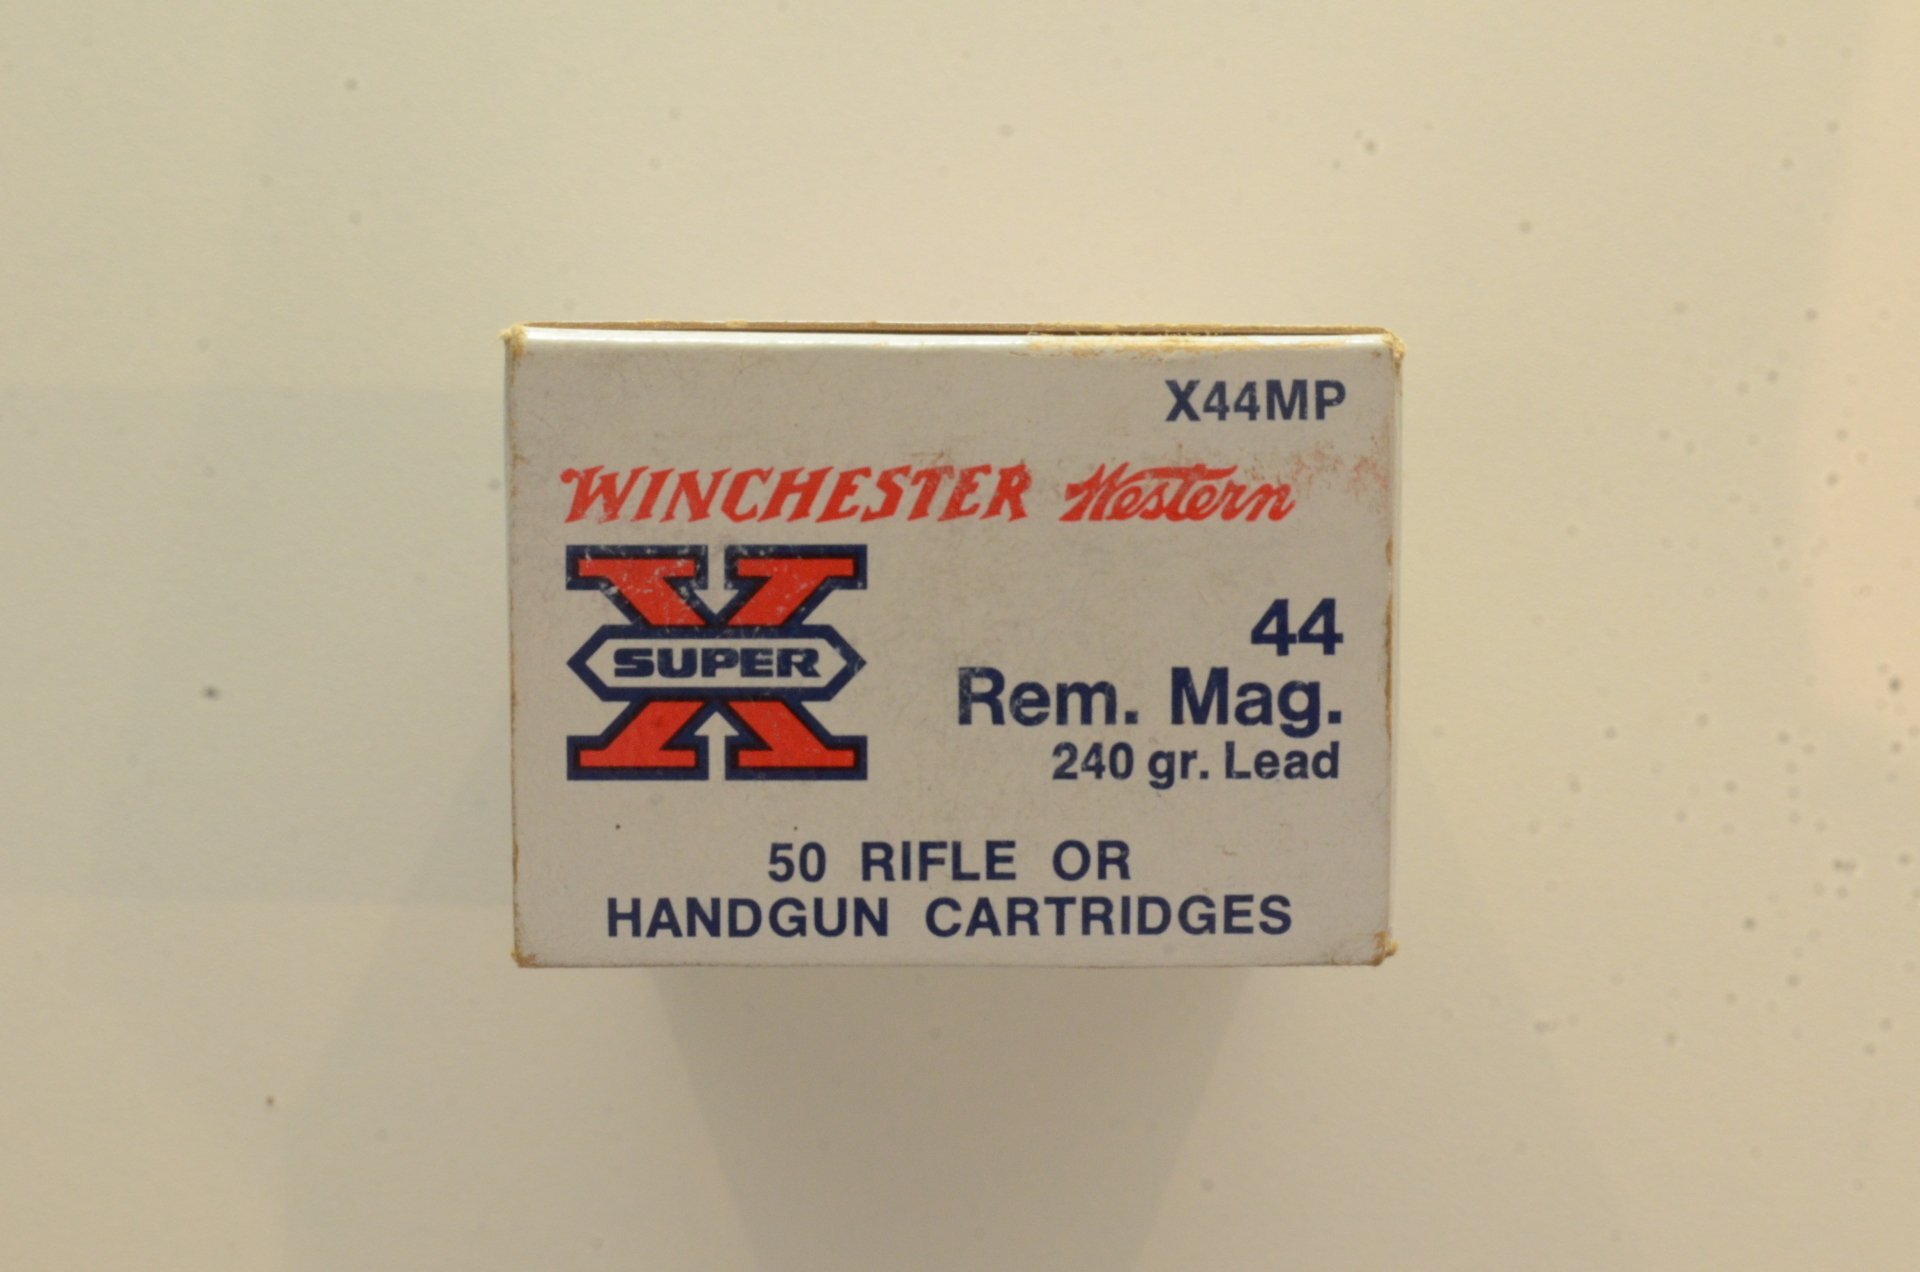 X44MP
WINCHESTER Western
SUPER X
44
Rem. Mag.
240 gr. Lead
50 RIFLE OR
HANDGUN CARTRIDGES